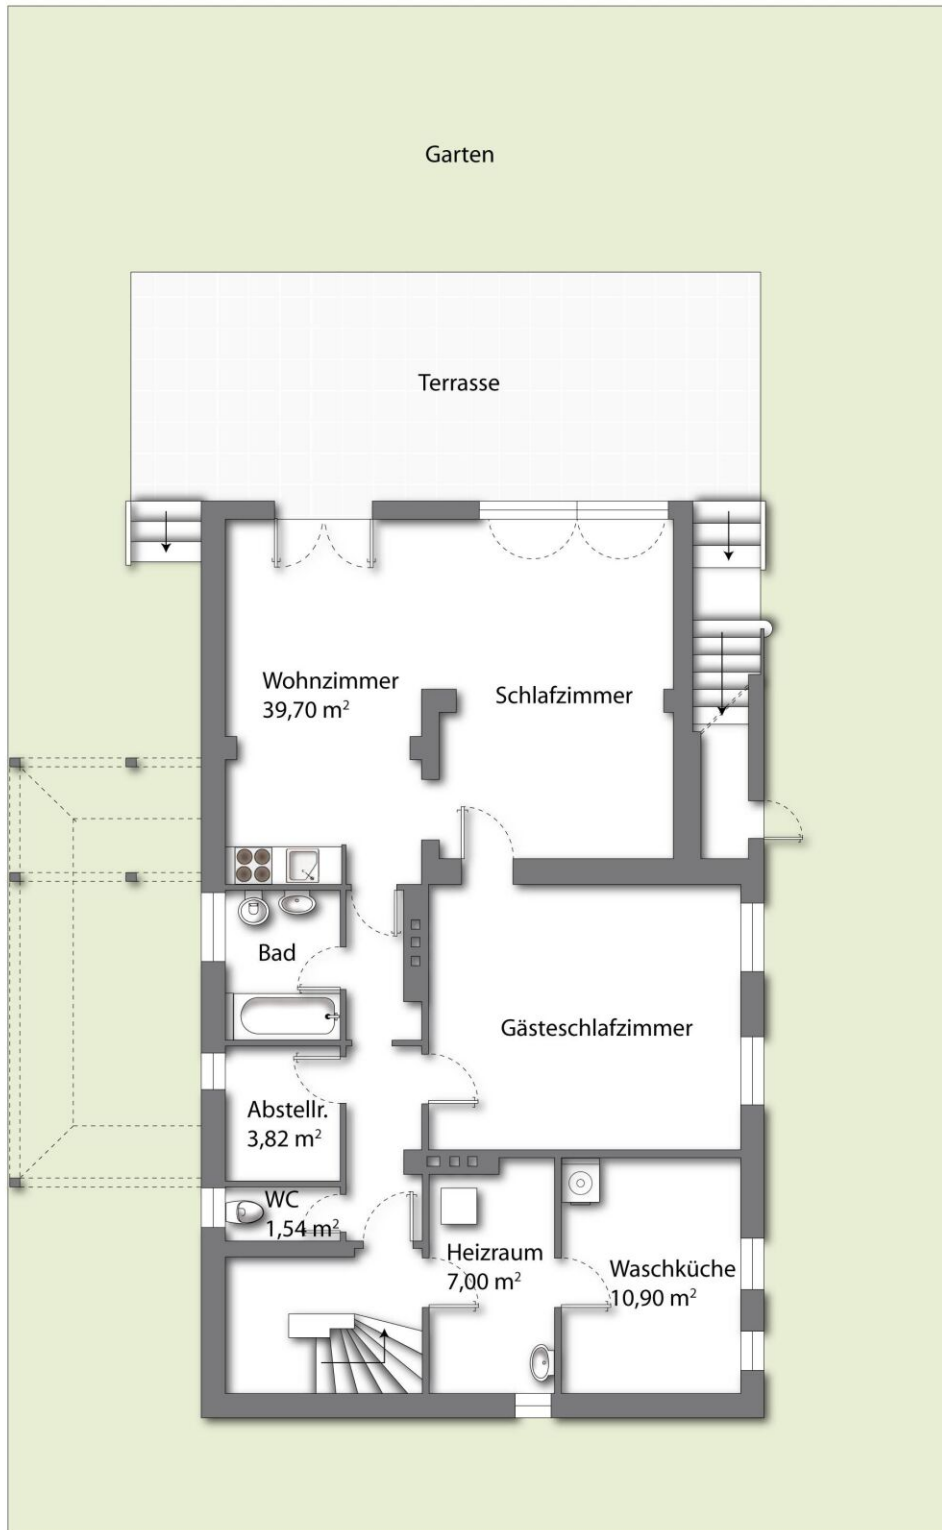 Garten
Terrasse
Wohnzimmer
39,70 m²
Schlafzimmer
Bad
Gästeschlafzimmer
Abstellr.
3,82 m²
WC
1,54 m²
Heizraum
7,00 m²
Waschküche
10,90 m²